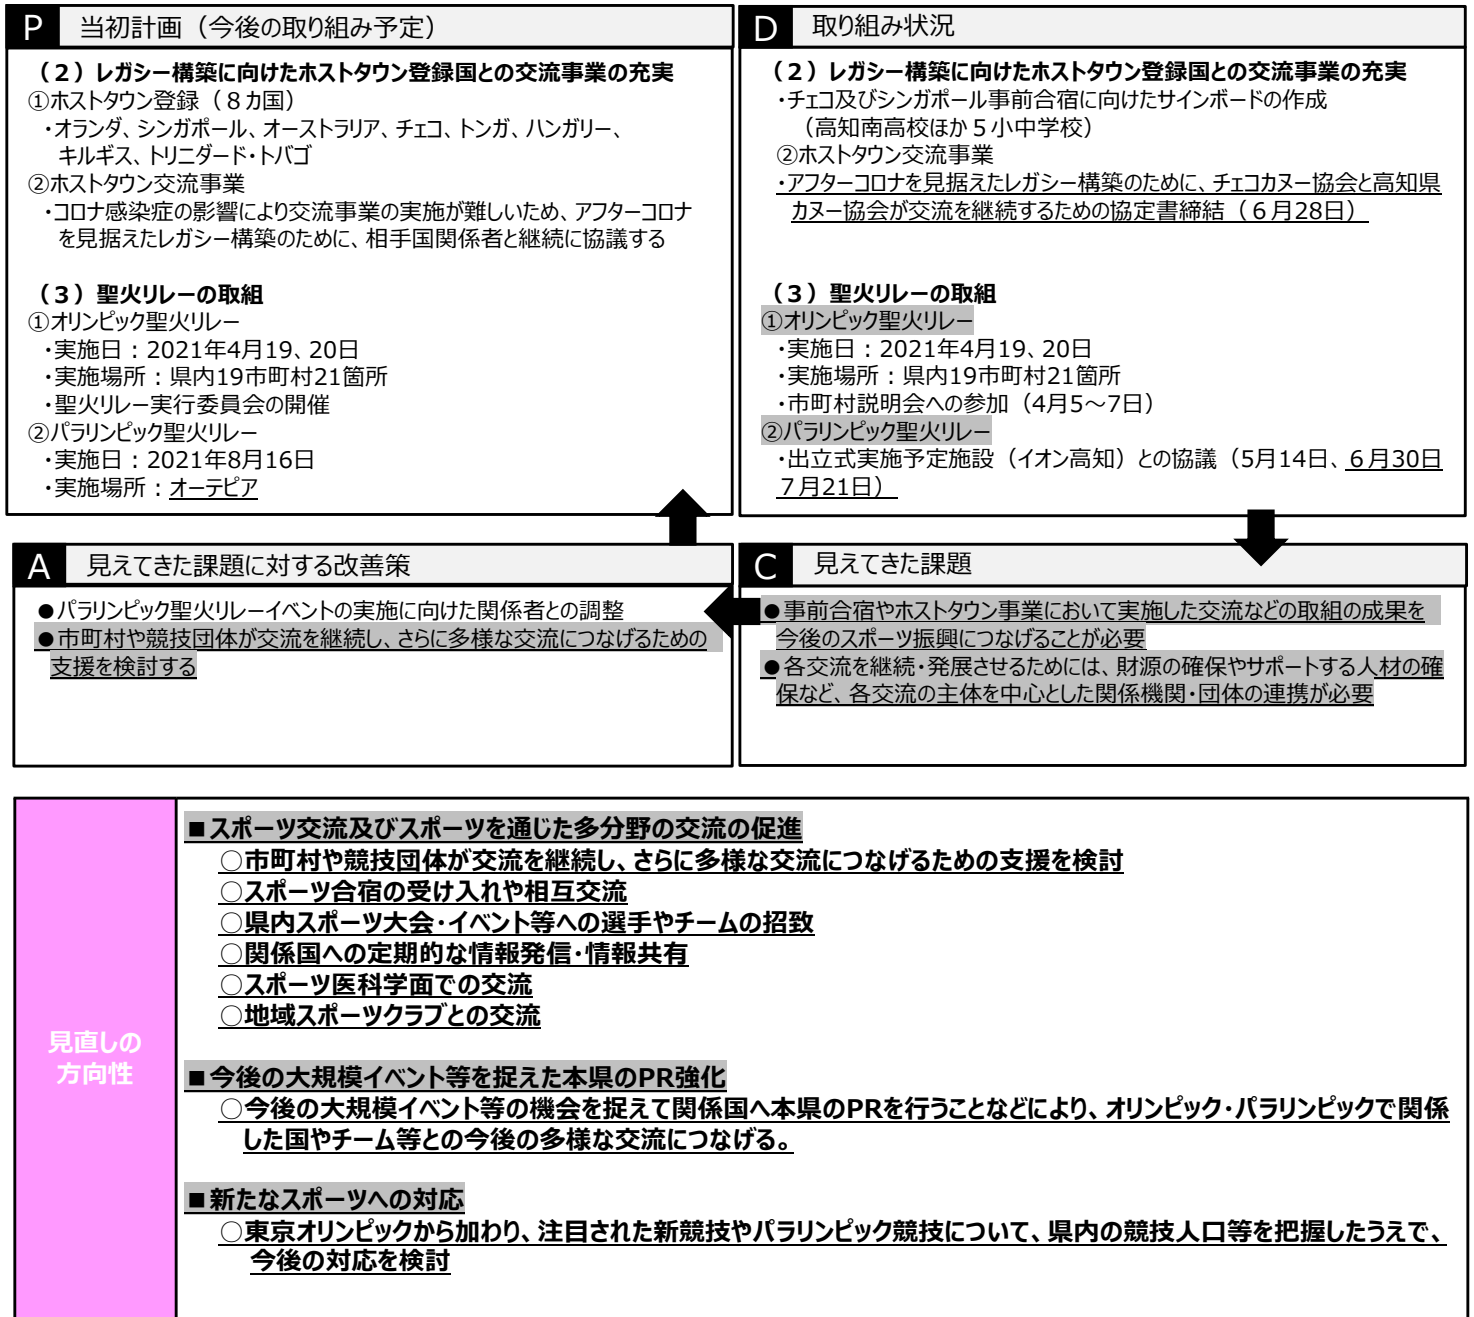 P 当初計画（今後の取り組み予定）
（２）レガシー構築に向けたホストタウン登録国との交流事業の充実
①ホストタウン登録（８カ国）
・オランダ、シンガポール、オーストラリア、チェコ、トンガ、ハンガリー、
キルギス、トリニダード・トバゴ
②ホストタウン交流事業
・コロナ感染症の影響により交流事業の実施が難しいため、アフターコロナ
を見据えたレガシー構築のために、相手国関係者と継続に協議する
（３）聖火リレーの取組
①オリンピック聖火リレー
・実施日：2021年4月19、20日
・実施場所：県内19市町村21箇所
・聖火リレー実行委員会の開催
②パラリンピック聖火リレー
・実施日：2021年8月16日
・実施場所：オーテピア
D 取り組み状況
（２）レガシー構築に向けたホストタウン登録国との交流事業の充実
・チェコ及びシンガポール事前合宿に向けたサインボードの作成
（高知南高校ほか５小中学校）
②ホストタウン交流事業
・アフターコロナを見据えたレガシー構築のために、チェコカヌー協会と高知県
カヌー協会が交流を継続するための協定書締結（６月28日）
（３）聖火リレーの取組
①オリンピック聖火リレー
・実施日：2021年4月19、20日
・実施場所：県内19市町村21箇所
・市町村説明会への参加（4月5～7日）
②パラリンピック聖火リレー
・出立式実施予定施設（イオン高知）との協議（5月14日、６月30日
７月21日）
A 見えてきた課題に対する改善策
●パラリンピック聖火リレーイベントの実施に向けた関係者との調整
●市町村や競技団体が交流を継続し、さらに多様な交流につなげるための
支援を検討する
C 見えてきた課題
●事前合宿やホストタウン事業において実施した交流などの取組の成果を
今後のスポーツ振興につなげることが必要
●各交流を継続・発展させるためには、財源の確保やサポートする人材の確
保など、各交流の主体を中心とした関係機関・団体の連携が必要
見直しの
方向性
■スポーツ交流及びスポーツを通じた多分野の交流の促進
○市町村や競技団体が交流を継続し、さらに多様な交流につなげるための支援を検討
○スポーツ合宿の受け入れや相互交流
○県内スポーツ大会・イベント等への選手やチームの招致
○関係国への定期的な情報発信・情報共有
○スポーツ医科学面での交流
○地域スポーツクラブとの交流
■今後の大規模イベント等を捉えた本県のPR強化
○今後の大規模イベント等の機会を捉えて関係国へ本県のPRを行うことなどにより、オリンピック・パラリンピックで関係
した国やチーム等との今後の多様な交流につなげる。
■新たなスポーツへの対応
○東京オリンピックから加わり、注目された新競技やパラリンピック競技について、県内の競技人口等を把握したうえで、
今後の対応を検討